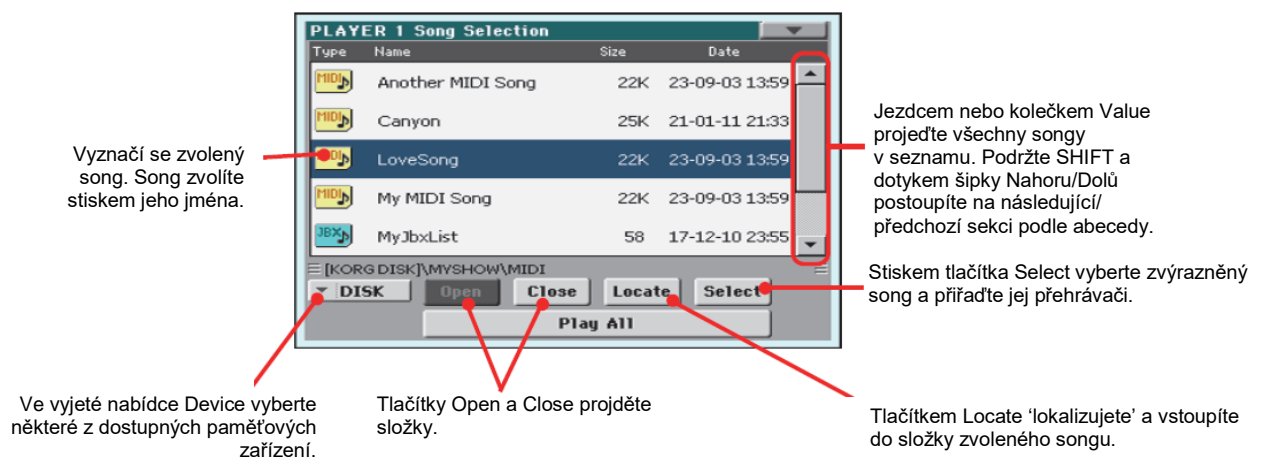 PLAYER 1 Song Selection
Type Name Size Date
MIDI Another MIDI Song 22K 23-09-03 13:59
MIDI Canyon 25K 21-01-11 21:33
LoveSong 22K 23-09-03 13:59
MIDI My MIDI Song 22K 23-09-03 13:59
JBX MyJbxList 58 17-12-10 23:55
[KORG DISK]\MYSHOW\MIDI
DISK Open Close Locate Select
Play All
Vyznačí se zvolený
song. Song zvolíte
stiskem jeho jména.
Jezdcem nebo kolečkem Value
projeďte všechny songy
v seznamu. Podržte SHIFT a
dotykem šipky Nahoru/Dolů
postoupíte na následující/
předchozí sekci podle abecedy.
Stiskem tlačítka Select vyberte zvýrazněný
song a přiřaďte jej přehrávači.
Ve vyjeté nabídce Device vyberte
některé z dostupných paměťových
zařízení.
Tlačítky Open a Close projděte
složky.
Tlačítkem Locate ‘lokalizujete’ a vstoupíte
do složky zvoleného songu.